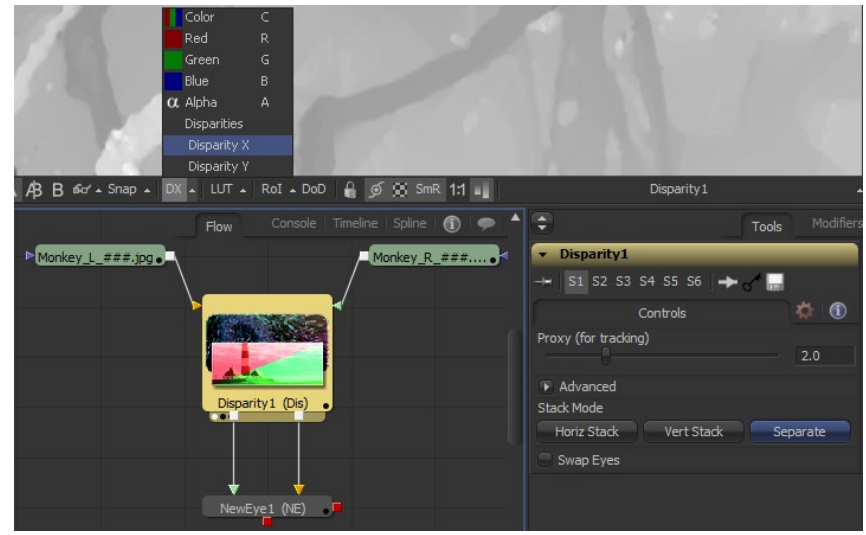 Color C
Red R
Green G
Blue B
α Alpha A
Disparities
Disparity X
Disparity Y
A|B B Snap DX LUT RoI DoD SmR 1:1 Disparity1
Flow Console Timeline Spline
Tools Modifiers
Monkey_L_###.jpg
Monkey_R_###....
Disparity1 (Dis)
NewEye1 (NE)
Disparity1
S1 S2 S3 S4 S5 S6
Controls
Proxy (for tracking)
2.0
Advanced
Stack Mode
Horiz Stack Vert Stack Separate
Swap Eyes